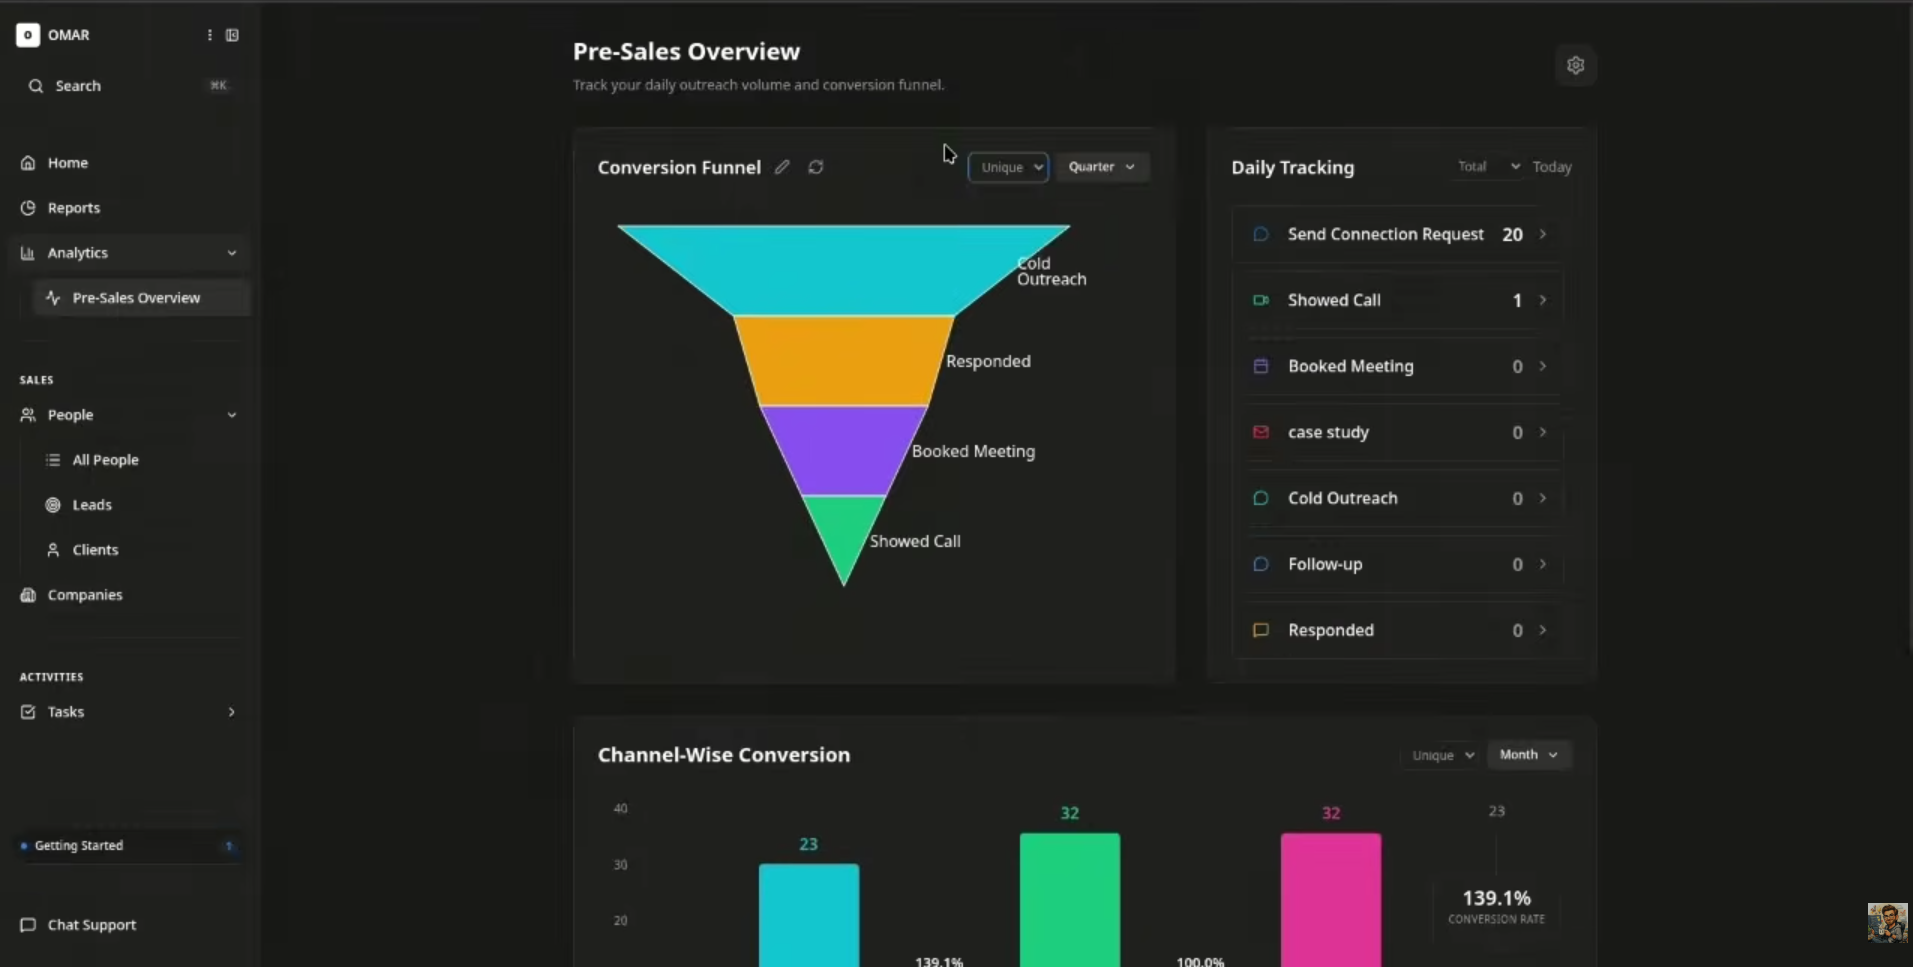 O OMAR
Search ⌘K
Home
Reports
Analytics
Pre-Sales Overview
SALES
People
All People
Leads
Clients
Companies
ACTIVITIES
Tasks
Getting Started 1
Chat Support
Pre-Sales Overview
Track your daily outreach volume and conversion funnel.
Conversion Funnel Unique Quarter
Cold
Outreach
Responded
Booked Meeting
Showed Call
Daily Tracking Total Today
Send Connection Request 20
Showed Call 1
Booked Meeting 0
case study 0
Cold Outreach 0
Follow-up 0
Responded 0
Channel-Wise Conversion Unique Month
40
30
20
23
32
32
23
139.1%
CONVERSION RATE
139.1%
100.0%